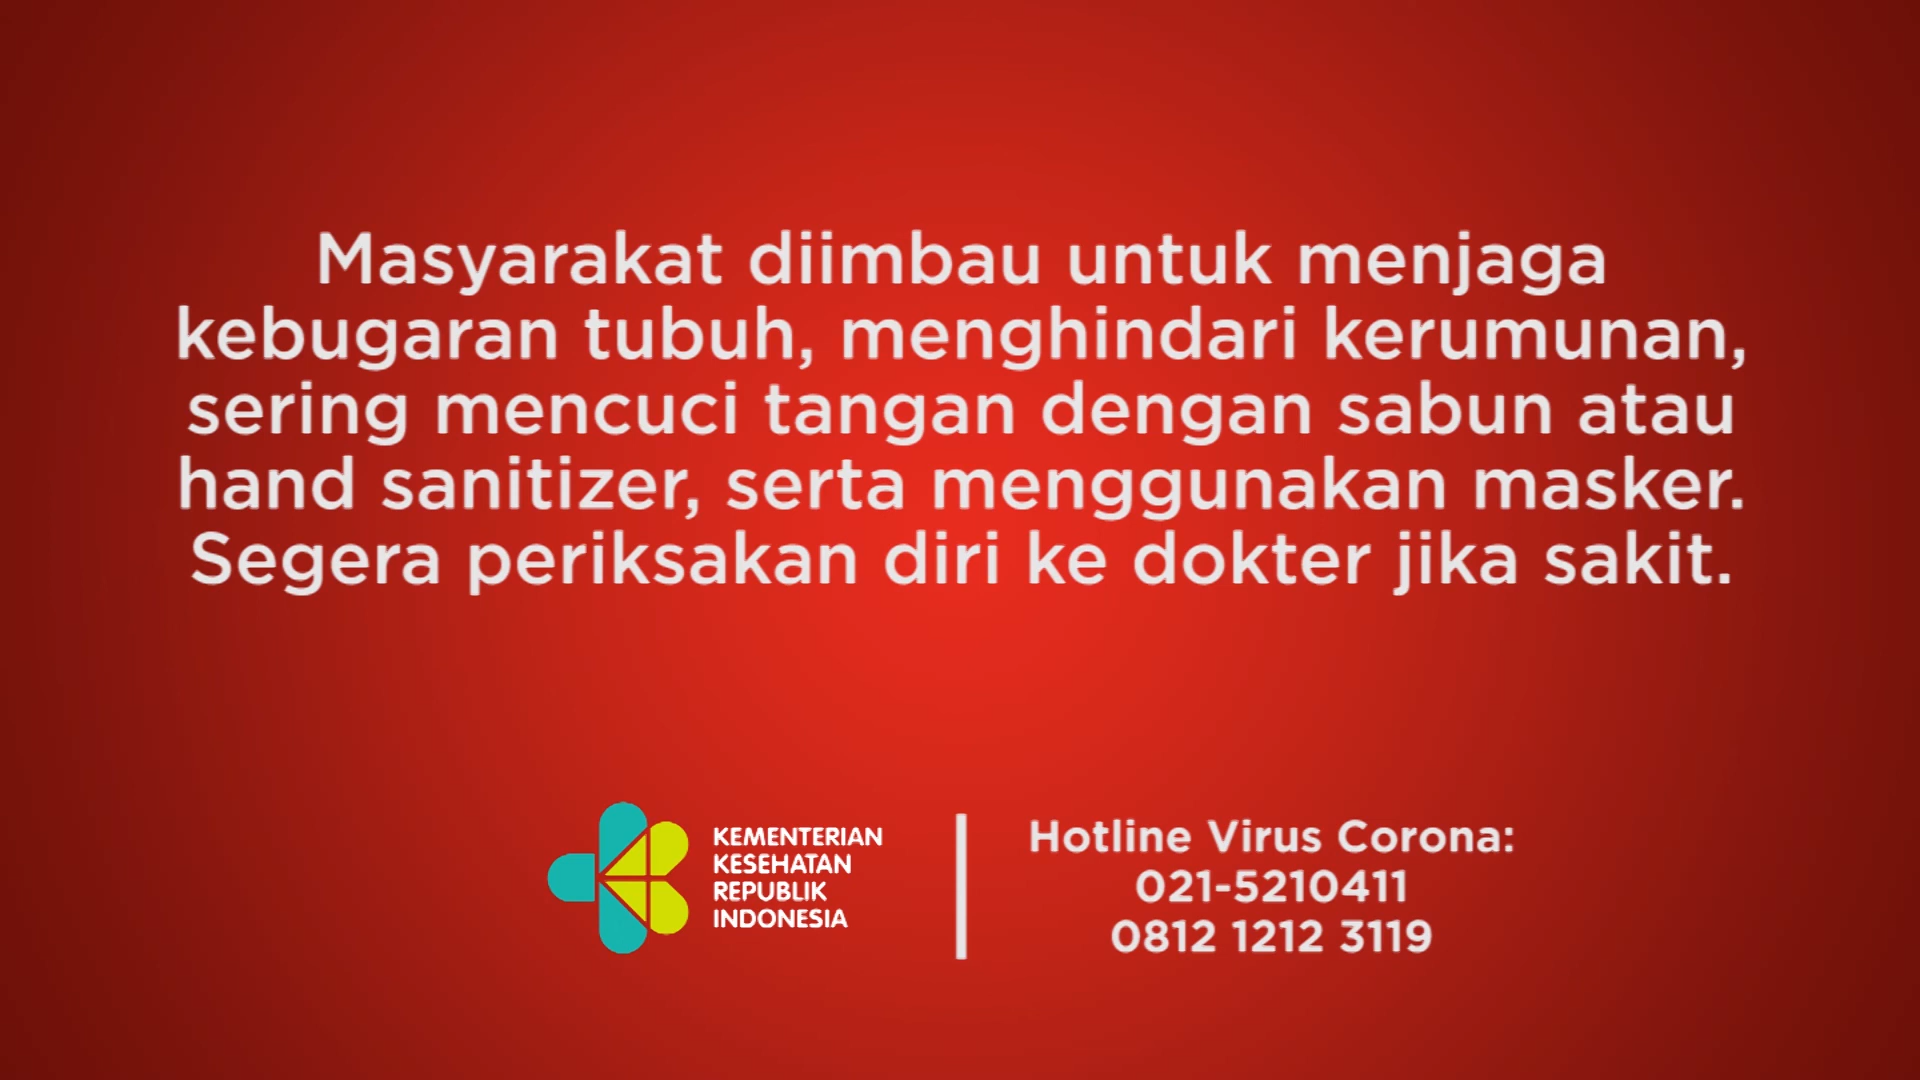 Masyarakat diimbau untuk menjaga
kebugaran tubuh, menghindari kerumunan,
sering mencuci tangan dengan sabun atau
hand sanitizer, serta menggunakan masker.
Segera periksakan diri ke dokter jika sakit.
KEMENTERIAN
KESEHATAN
REPUBLIK
INDONESIA
Hotline Virus Corona:
021-5210411
0812 1212 3119